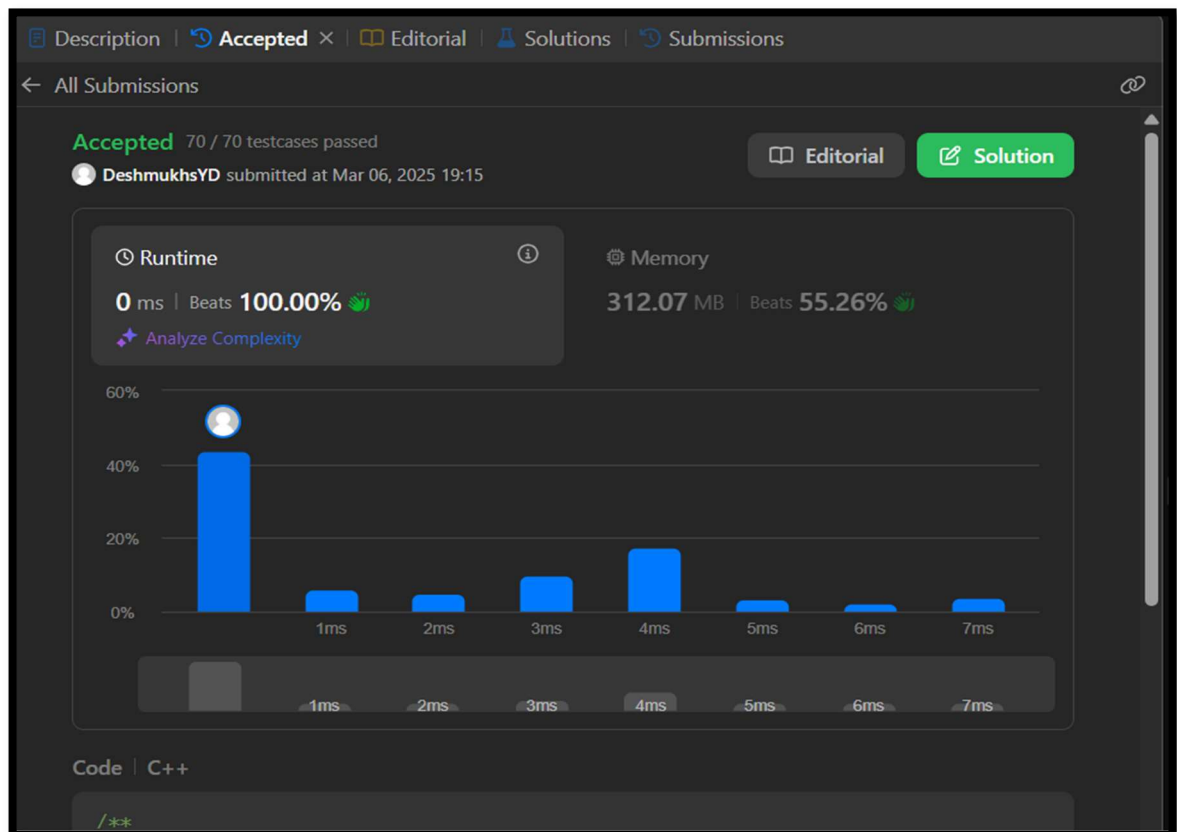 Description | Accepted × | Editorial | Solutions | Submissions
← All Submissions
Accepted 70 / 70 testcases passed
DeshmukhsYD submitted at Mar 06, 2025 19:15
Editorial
Solution
Runtime
0 ms | Beats 100.00%
Analyze Complexity
Memory
312.07 MB | Beats 55.26%
60%
40%
20%
0%
1ms 2ms 3ms 4ms 5ms 6ms 7ms
1ms 2ms 3ms 4ms 5ms 6ms 7ms
Code | C++
/**